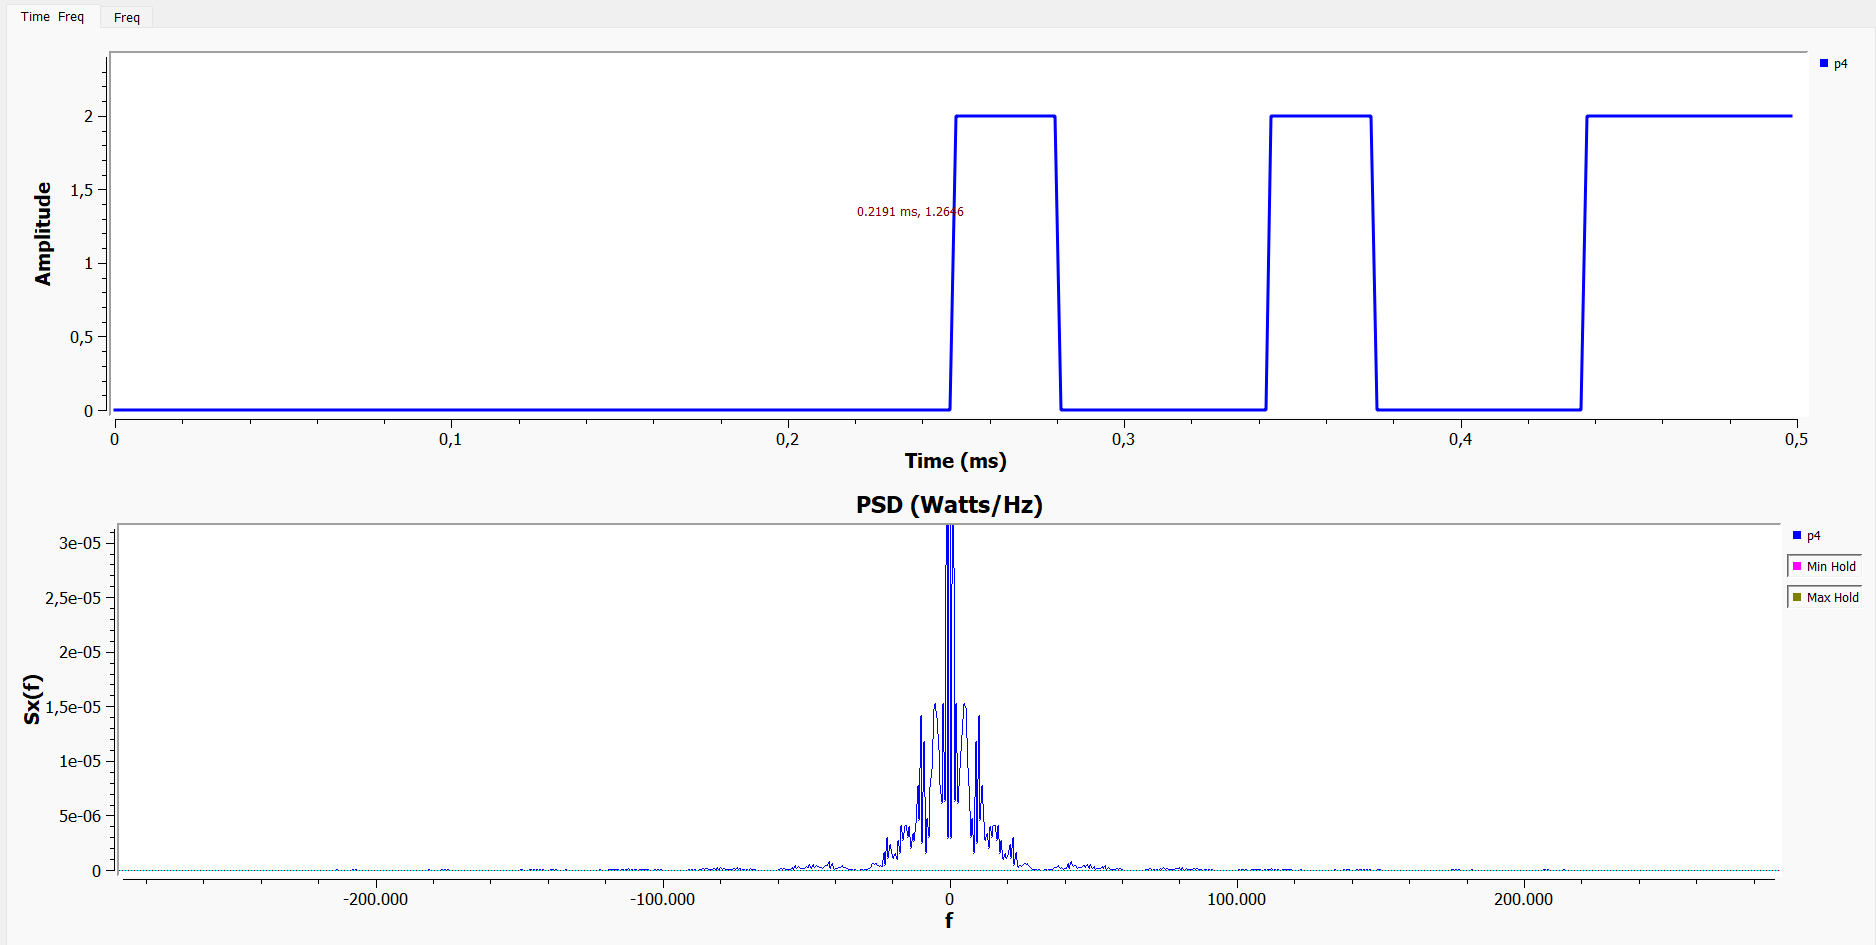 Time Freq
Freq
p4
2
1,5
1
0,5
0
Amplitude
0.2191 ms, 1.2646
0 0,1 0,2 0,3 0,4 0,5
Time (ms)
PSD (Watts/Hz)
p4
Min Hold
Max Hold
3e-05
2,5e-05
2e-05
1,5e-05
1e-05
5e-06
0
Sx(f)
-200.000 -100.000 0 100.000 200.000
f